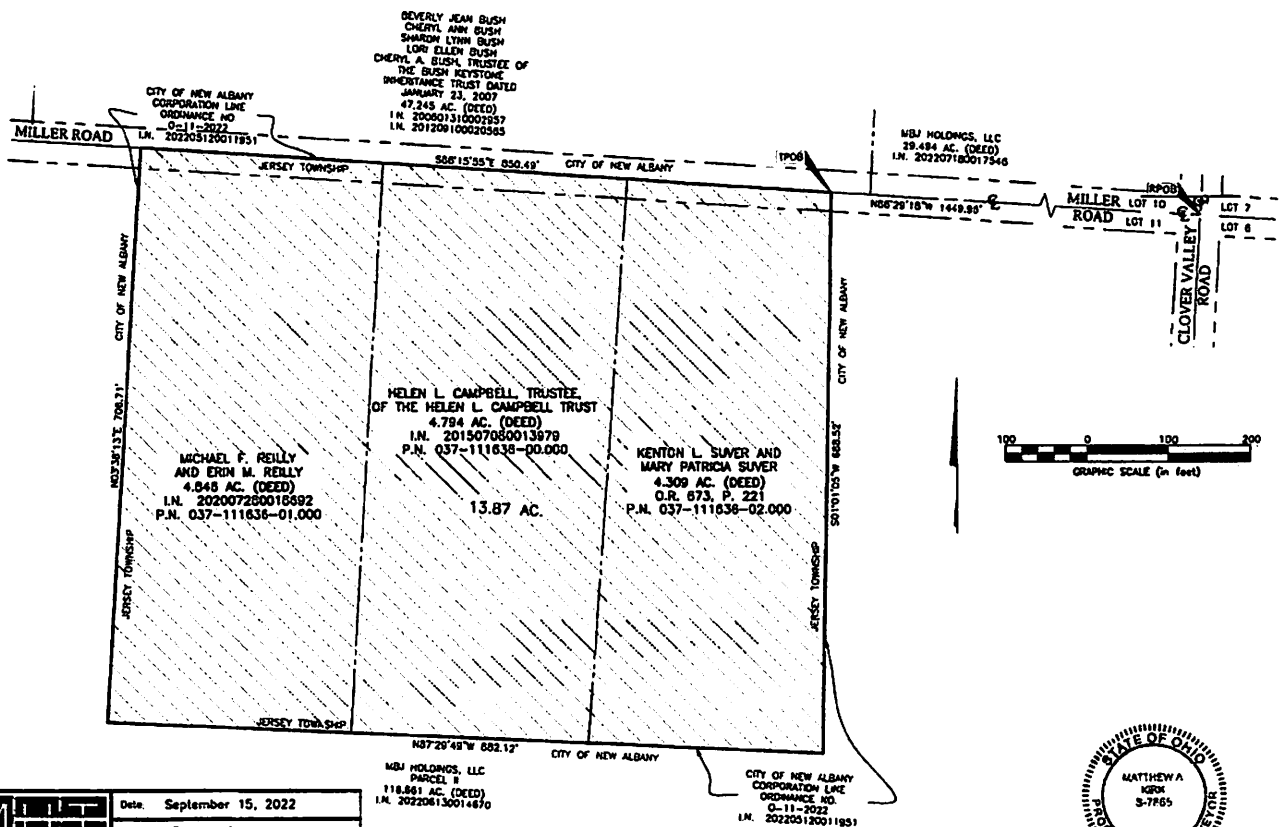 BEVERLY JEAN BUSH
CHERYL ANN BUSH
SHARON LYNN BUSH
LORI ELLEN BUSH
CHERYL A. BUSH, TRUSTEE OF
THE BUSH KEYSTONE
INHERITANCE TRUST DATED
JANUARY 23, 2007
47.245 AC. (DEED)
I.N. 200601310002957
I.N. 201209100020565
CITY OF NEW ALBANY
CORPORATION LINE
ORDINANCE NO
O-11-2022
I.N. 202205120011951
MILLER ROAD
JERSEY TOWNSHIP
S86°15'55"E 850.49'
CITY OF NEW ALBANY
TPOB
MBJ HOLDINGS, LLC
29.494 AC. (DEED)
I.N. 202207180017546
N86°29'16"W 1449.95'
MILLER
ROAD
LOT 10
LOT 11
RPOB
LOT 7
LOT 6
CLOVER VALLEY
ROAD
CITY OF NEW ALBANY
N03°36'13"E 706.71'
JERSEY TOWNSHIP
MICHAEL F. REILLY
AND ERIN M. REILLY
4.848 AC. (DEED)
I.N. 202007280018692
P.N. 037-111636-01.000
HELEN L. CAMPBELL, TRUSTEE,
OF THE HELEN L. CAMPBELL TRUST
4.794 AC. (DEED)
I.N. 201507080013979
P.N. 037-111636-00.000
13.87 AC.
KENTON L. SUVER AND
MARY PATRICIA SUVER
4.309 AC. (DEED)
O.R. 673, P. 221
P.N. 037-111636-02.000
CITY OF NEW ALBANY
S01°01'05"W 688.52'
JERSEY TOWNSHIP
100 0 100 200
GRAPHIC SCALE (in feet)
JERSEY TOWNSHIP
N87°29'49"W 882.12'
CITY OF NEW ALBANY
MBJ HOLDINGS, LLC
PARCEL II
118.861 AC. (DEED)
I.N. 202206130014670
CITY OF NEW ALBANY
CORPORATION LINE
ORDINANCE NO.
O-11-2022
I.N. 202205120011951
STATE OF OHIO
MATTHEW A
KIRK
S-7865
Date: September 15, 2022